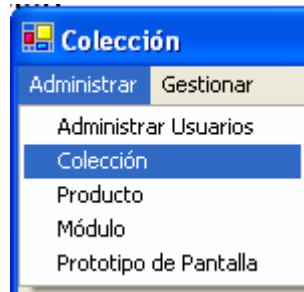 Colección
Administrar Gestionar
Administrar Usuarios
Colección
Producto
Módulo
Prototipo de Pantalla